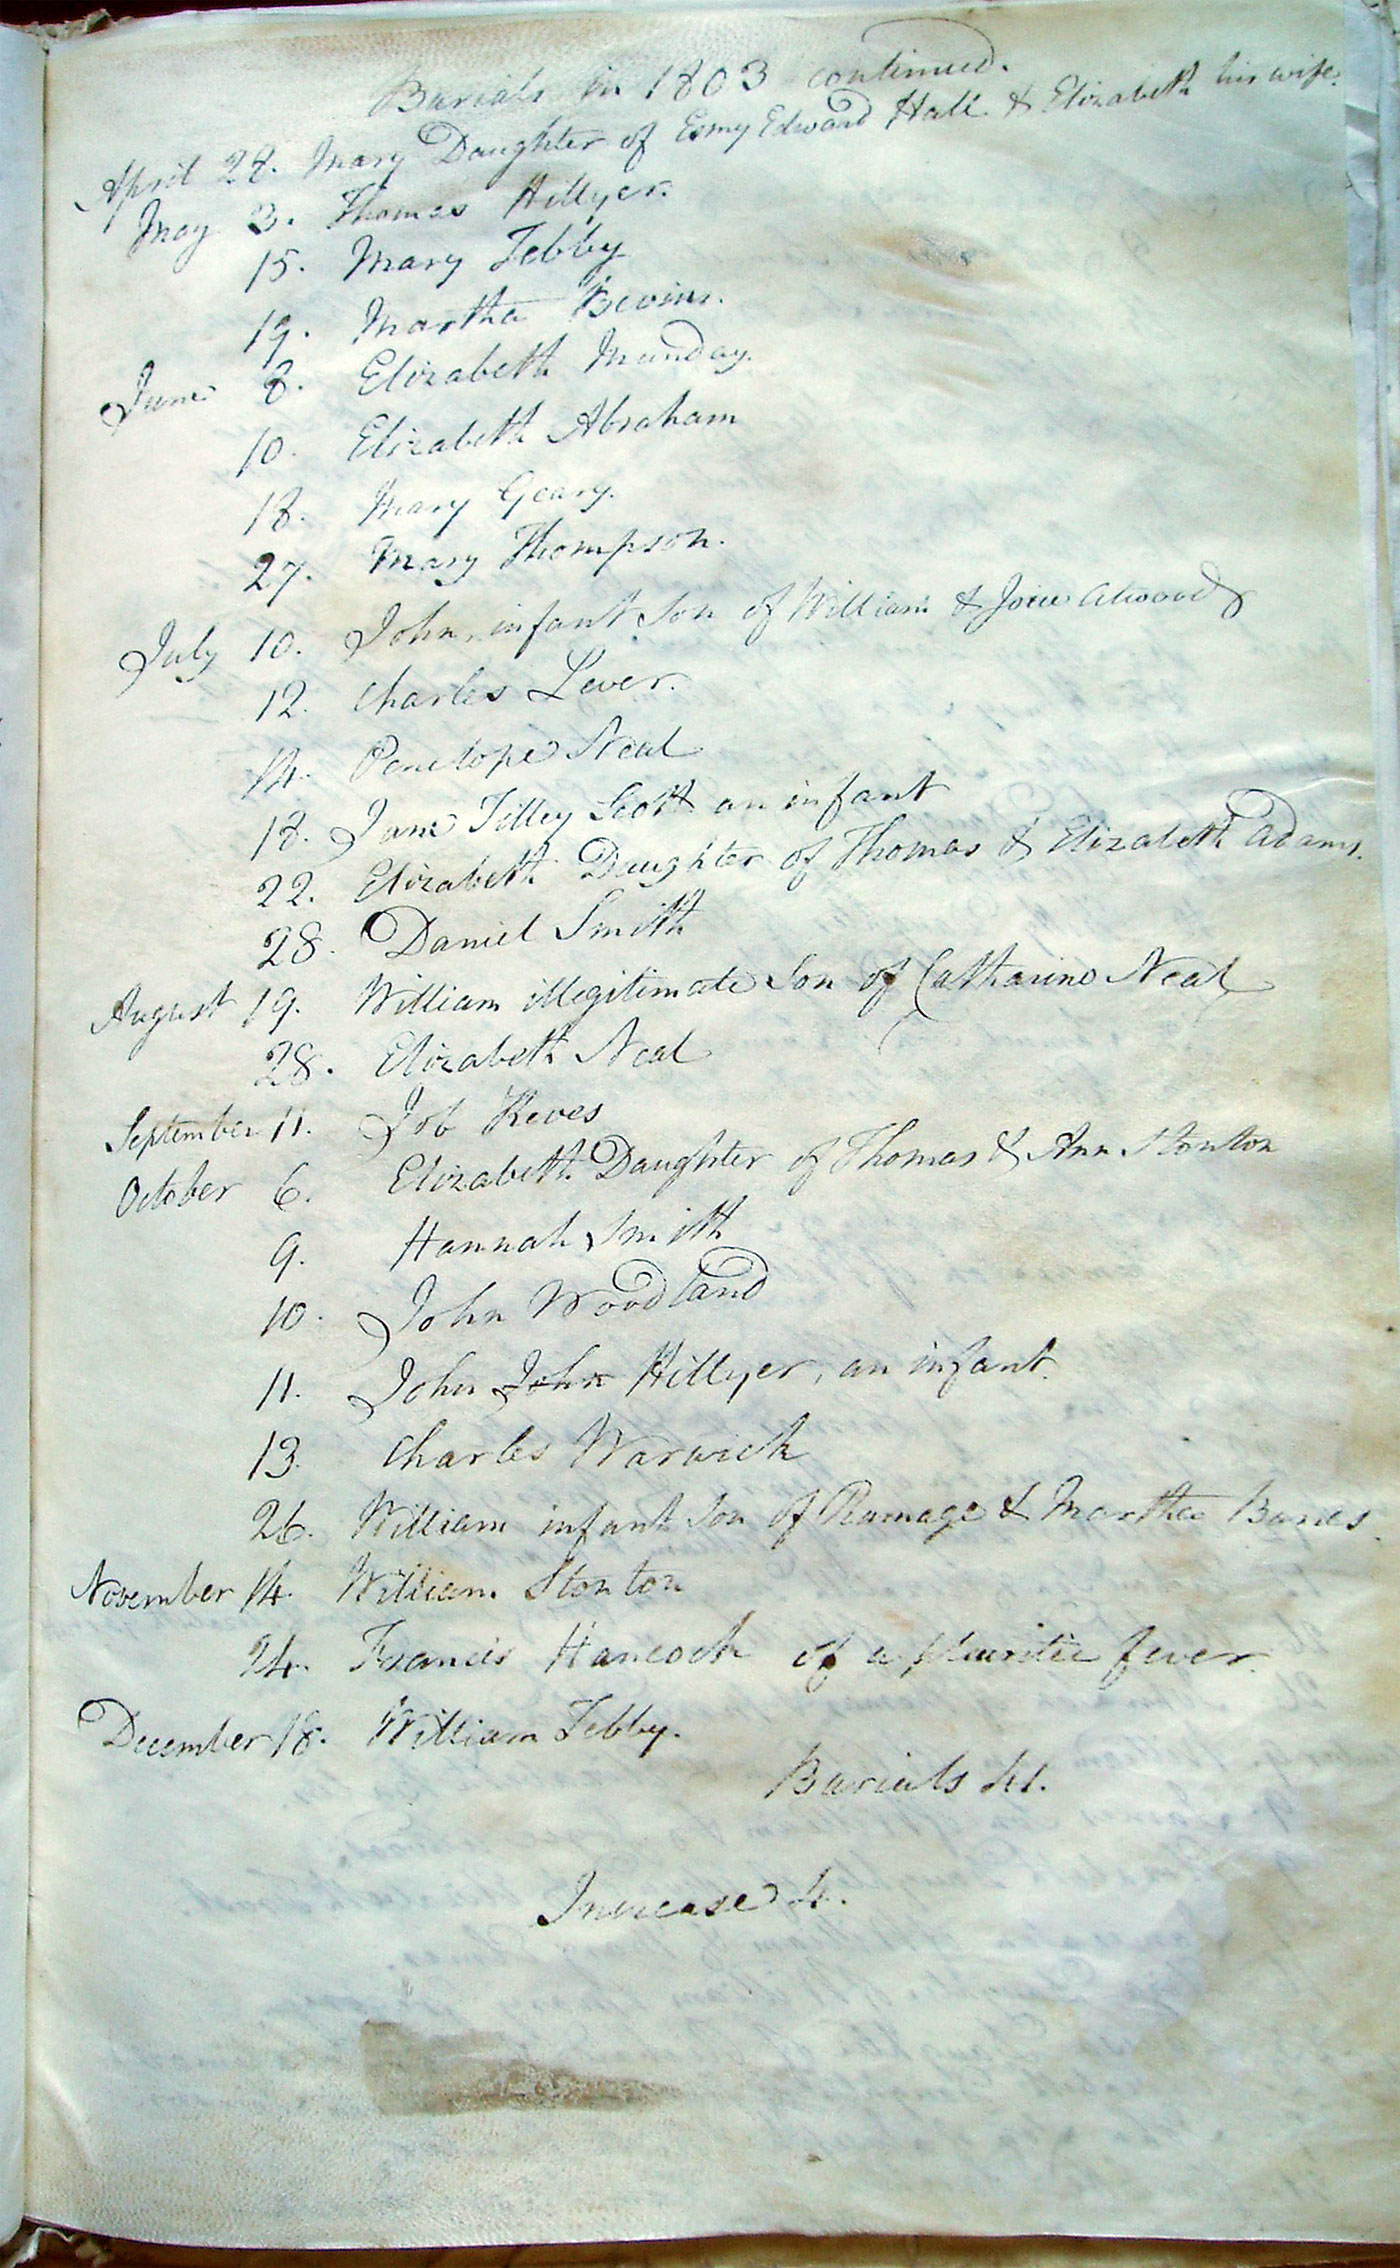 Burials in 1803 continued.
April 28. Mary Daughter of Esmy Edward Hall & Elizabeth his wife.
May 3. Thomas Hillyer.
15. Mary Tebby
19. Martha Bevins.
June 8. Elizabeth Munday.
10. Elizabeth Abraham
18. Mary Geary.
27. Mary Thompson.
July 10. John, infant Son of William & Joice Atwood
12. Charles Lever.
14. Penelope Neal
18. Jane Tilley Scott an infant
22. Elizabeth Daughter of Thomas & Elizabeth Adams.
28. Daniel Smith
August 19. William illegitimate Son of Catharine Neal
28. Elizabeth Neal
September 11. Job Reves
October 6. Elizabeth Daughter of Thomas & Ann Stonton
9. Hannah Smith
10. John Woodland
11. John John Hillyer, an infant.
13. Charles Warwick
26. William infant Son of Ramage & Martha Banes
November 14. William Stonton
24. Francis Hancock of a pleuritic fever.
December 18. William Tebby.
Burials 41.
Increase 4.